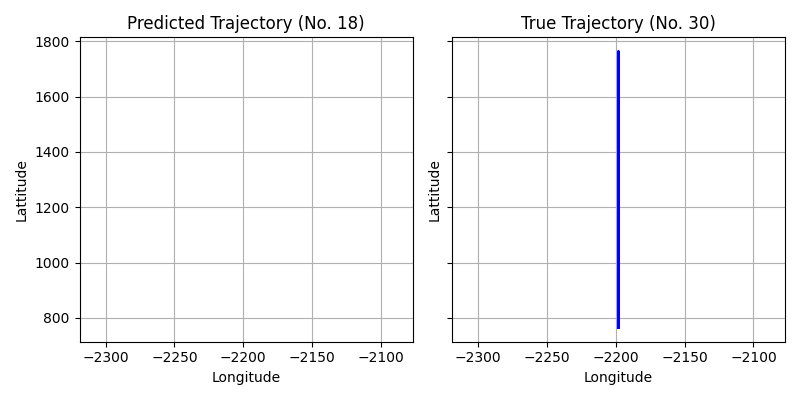 Predicted Trajectory (No. 18)
1800
1600
1400
1200
1000
800
Lattitude
−2300 −2250 −2200 −2150 −2100
Longitude
True Trajectory (No. 30)
Lattitude
−2300 −2250 −2200 −2150 −2100
Longitude